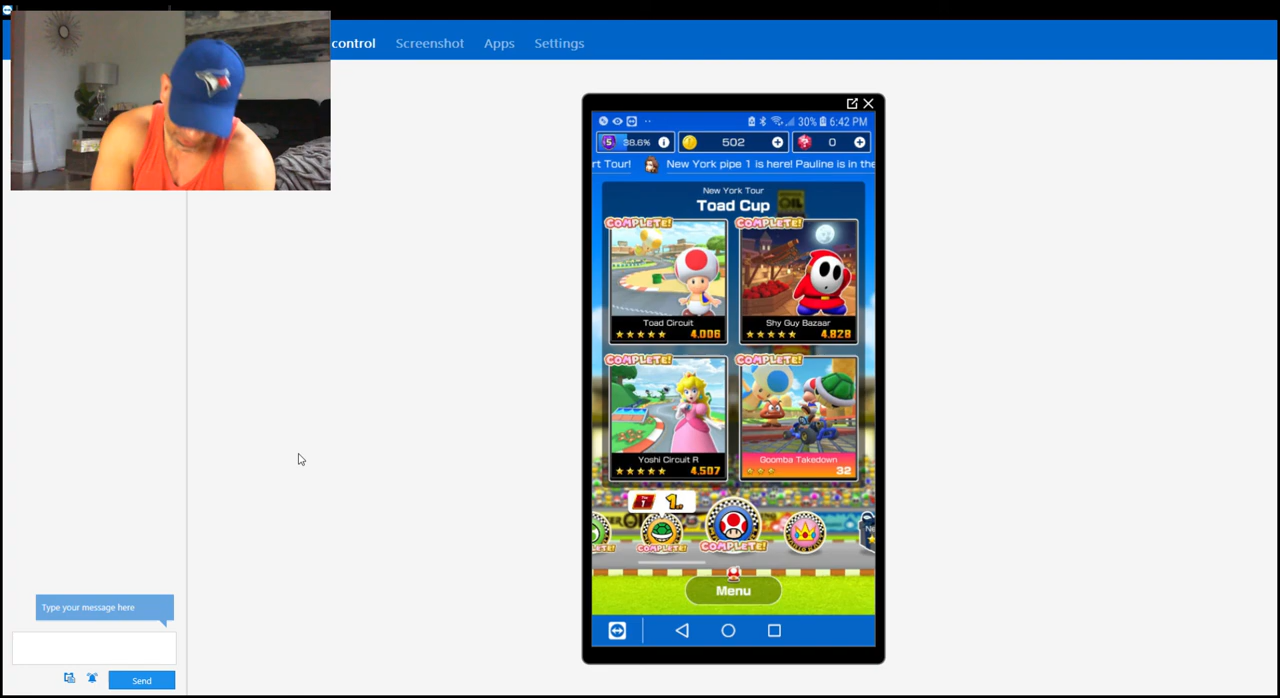 control Screenshot Apps Settings
6:42 PM
30%
5 38.6% i 502 0
rt Tour! New York pipe 1 is here! Pauline is in the
New York Tour
Toad Cup
OIL
COMPLETE! COMPLETE!
Toad Circuit Shy Guy Bazaar
4.006 4.828
COMPLETE! COMPLETE!
Yoshi Circuit R Goomba Takedown
4.507 32
1st
COMPLETE! COMPLETE!
Menu
Type your message here
Send